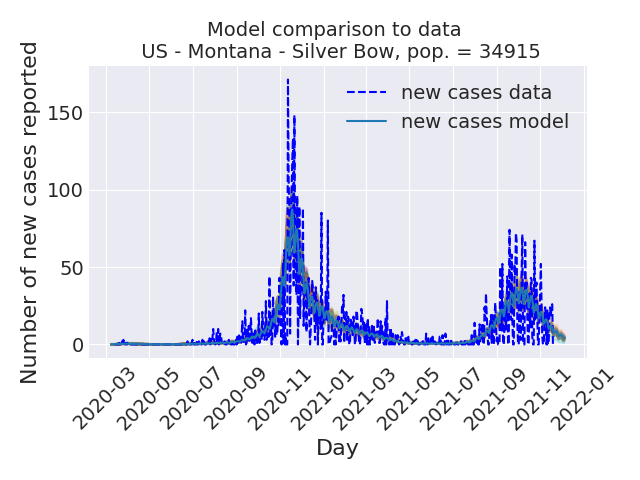 Model comparison to data
US - Montana - Silver Bow, pop. = 34915
new cases data
new cases model
Number of new cases reported
150
100
50
0
2020-03
2020-05
2020-07
2020-09
2020-11
2021-01
2021-03
2021-05
2021-07
2021-09
2021-11
2022-01
Day